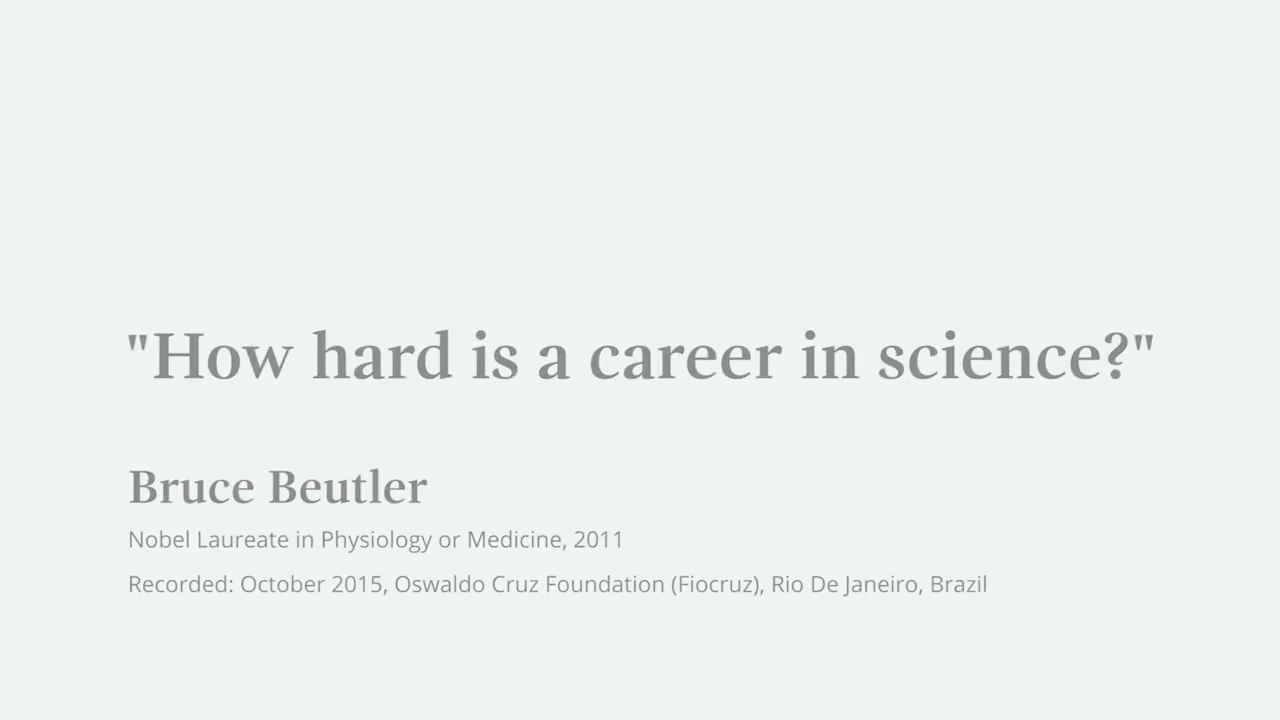 "How hard is a career in science?"
Bruce Beutler
Nobel Laureate in Physiology or Medicine, 2011
Recorded: October 2015, Oswaldo Cruz Foundation (Fiocruz), Rio De Janeiro, Brazil